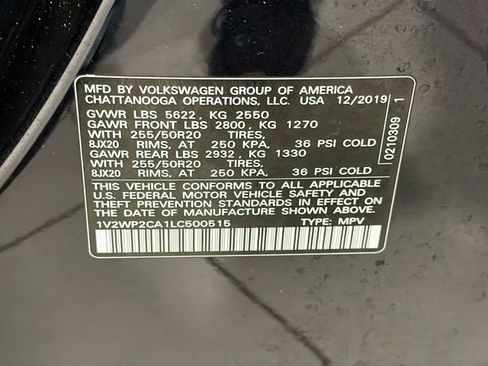 MFD BY VOLKSWAGEN GROUP OF AMERICA
CHATTANOOGA OPERATIONS, LLC. USA 12/2019
GVWR LBS 5622, KG 2550
GAWR FRONT LBS 2800, KG 1270
WITH 255/50R20 TIRES,
8JX20 RIMS, AT 250 KPA, 36 PSI COLD
GAWR REAR LBS 2932, KG 1330
WITH 255/50R20 TIRES,
8JX20 RIMS, AT 250 KPA, 36 PSI COLD
THIS VEHICLE CONFORMS TO ALL APPLICABLE
U.S. FEDERAL MOTOR VEHICLE SAFETY AND
THEFT PREVENTION STANDARDS IN EFFECT ON
THE DATE OF MANUFACTURE SHOWN ABOVE.
1V2WP2CA1LC500515 TYPE: MPV
0210309 1